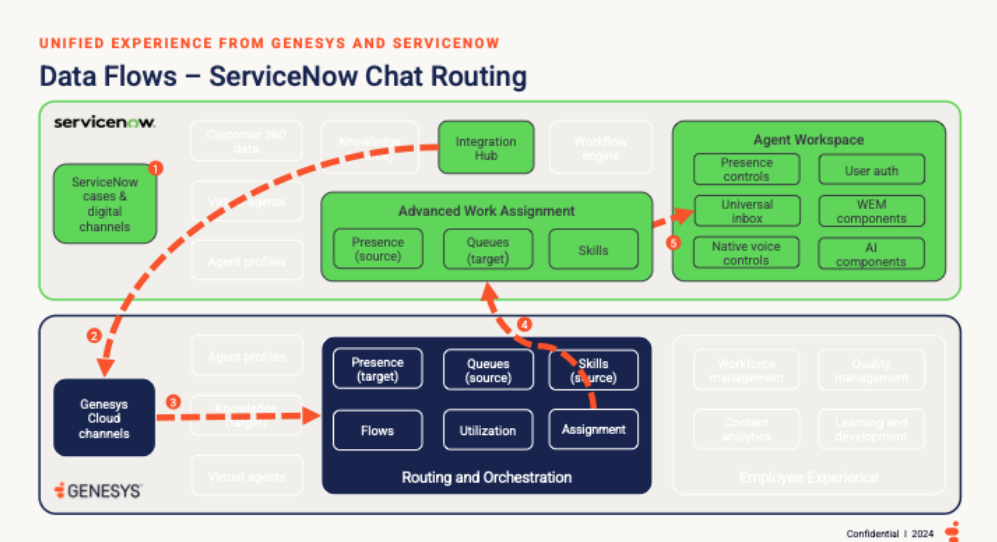 UNIFIED EXPERIENCE FROM GENESYS AND SERVICENOW
Data Flows – ServiceNow Chat Routing
servicenow.
Customer 360
data
Knowledge
Integration
Hub
Workflow
engine
Agent Workspace
Presence
controls
User auth
Universal
inbox
WEM
components
Native voice
controls
AI
components
1
ServiceNow
cases &
digital
channels
Virtual agents
Agent profiles
Advanced Work Assignment
Presence
(source)
Queues
(target)
Skills
5
2
4
3
Genesys
Cloud
channels
Agent profiles
Knowledge
(target)
Virtual agents
Presence
(target)
Queues
(source)
Skills
(source)
Flows
Utilization
Assignment
Routing and Orchestration
Workforce
management
Quality
management
Content
analytics
Learning and
development
Employee Experience
GENESYS
Confidential | 2024